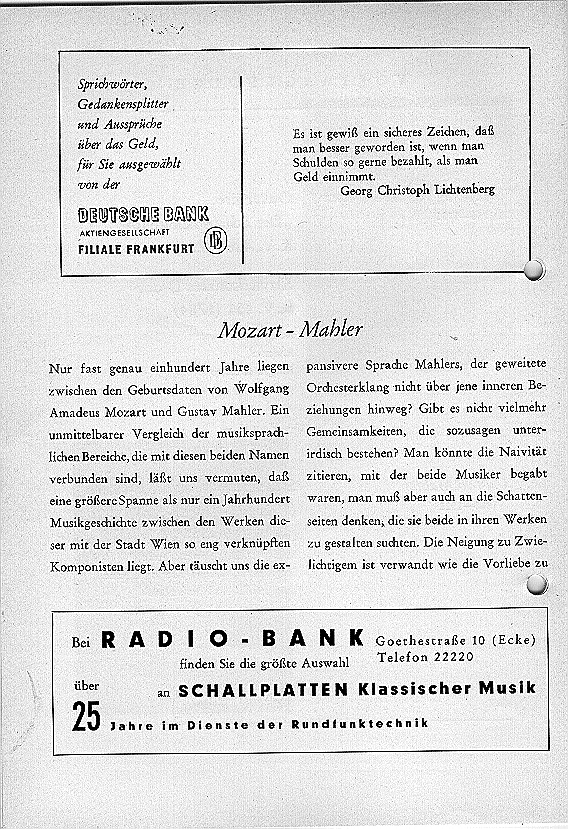 Sprichwörter,
Gedankensplitter
und Aussprüche
über das Geld,
für Sie ausgewählt
von der
DEUTSCHE BANK
AKTIENGESELLSCHAFT
FILIALE FRANKFURT
DB
Es ist gewiß ein sicheres Zeichen, daß
man besser geworden ist, wenn man
Schulden so gerne bezahlt, als man
Geld einnimmt.
Georg Christoph Lichtenberg
Mozart – Mahler
Nur fast genau einhundert Jahre liegen
zwischen den Geburtsdaten von Wolfgang
Amadeus Mozart und Gustav Mahler. Ein
unmittelbarer Vergleich der musiksprach-
lichen Bereiche, die mit diesen beiden Namen
verbunden sind, läßt uns vermuten, daß
eine größere Spanne als nur ein Jahrhundert
Musikgeschichte zwischen den Werken die-
ser mit der Stadt Wien so eng verknüpften
Komponisten liegt. Aber täuscht uns die ex-
pansivere Sprache Mahlers, der geweitete
Orchesterklang nicht über jene inneren Be-
ziehungen hinweg? Gibt es nicht vielmehr
Gemeinsamkeiten, die sozusagen unter-
irdisch bestehen? Man könnte die Naivität
zitieren, mit der beide Musiker begabt
waren, man muß aber auch an die Schatten-
seiten denken, die sie beide in ihren Werken
zu gestalten suchten. Die Neigung zu Zwie-
lichtigem ist verwandt wie die Vorliebe zu
Bei RADIO-BANK Goethestraße 10 (Ecke)
Telefon 22220
finden Sie die größte Auswahl
an SCHALLPLATTEN Klassischer Musik
über
25 Jahre im Dienste der Rundfunktechnik